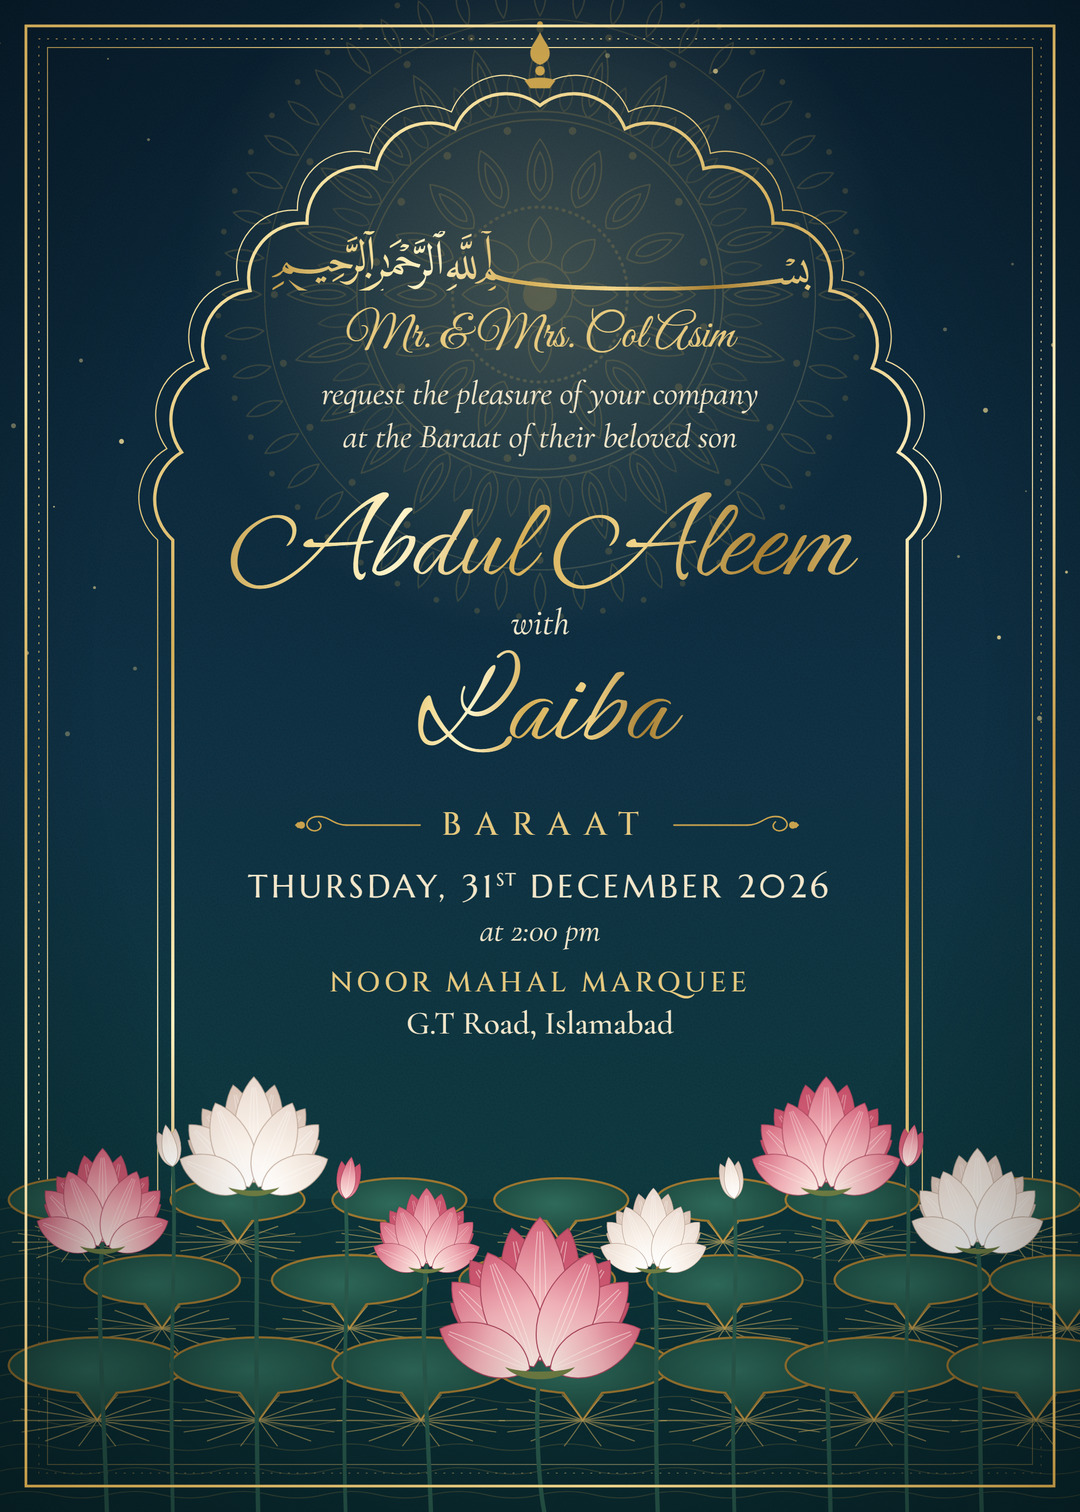 بِسْمِ ٱللَّهِ ٱلرَّحْمَٰنِ ٱلرَّحِيمِ
Mr. & Mrs. Col Asim
request the pleasure of your company
at the Baraat of their beloved son
Abdul Aleem
with
Laiba
BARAAT
THURSDAY, 31ST DECEMBER 2026
at 2:00 pm
NOOR MAHAL MARQUEE
G.T Road, Islamabad